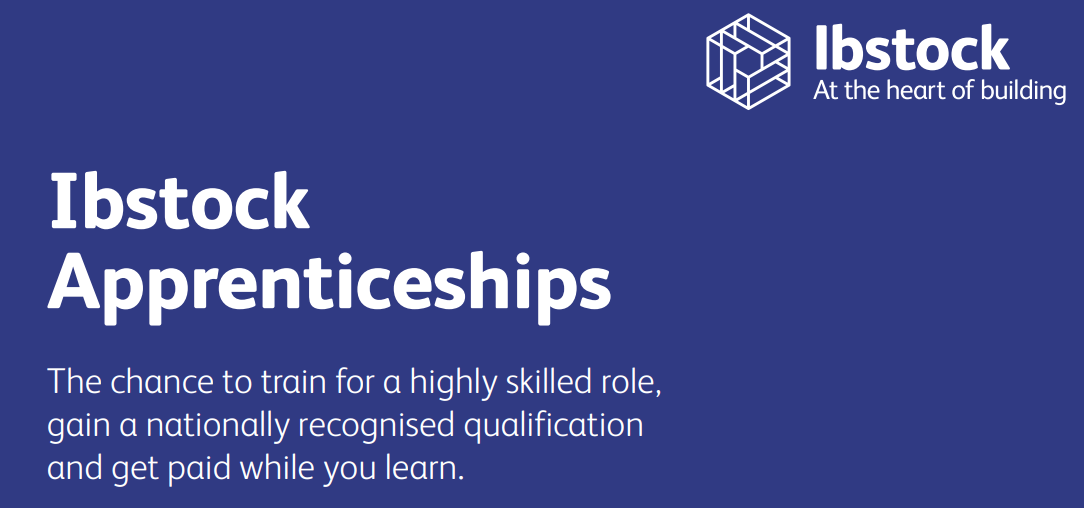 Ibstock
At the heart of building
Ibstock
Apprenticeships
The chance to train for a highly skilled role,
gain a nationally recognised qualification
and get paid while you learn.